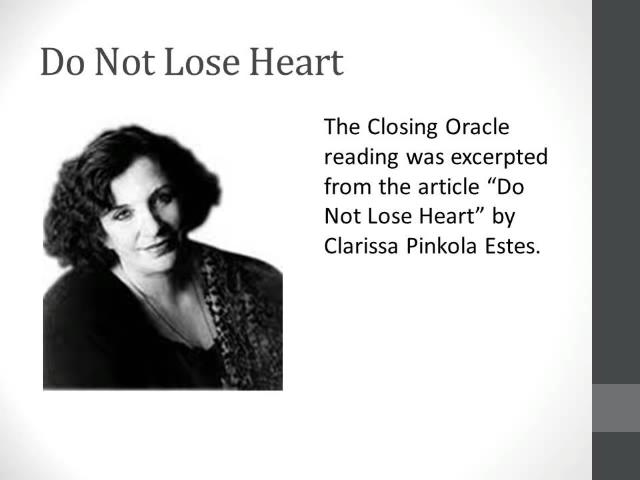 Do Not Lose Heart
The Closing Oracle
reading was excerpted
from the article “Do
Not Lose Heart” by
Clarissa Pinkola Estes.